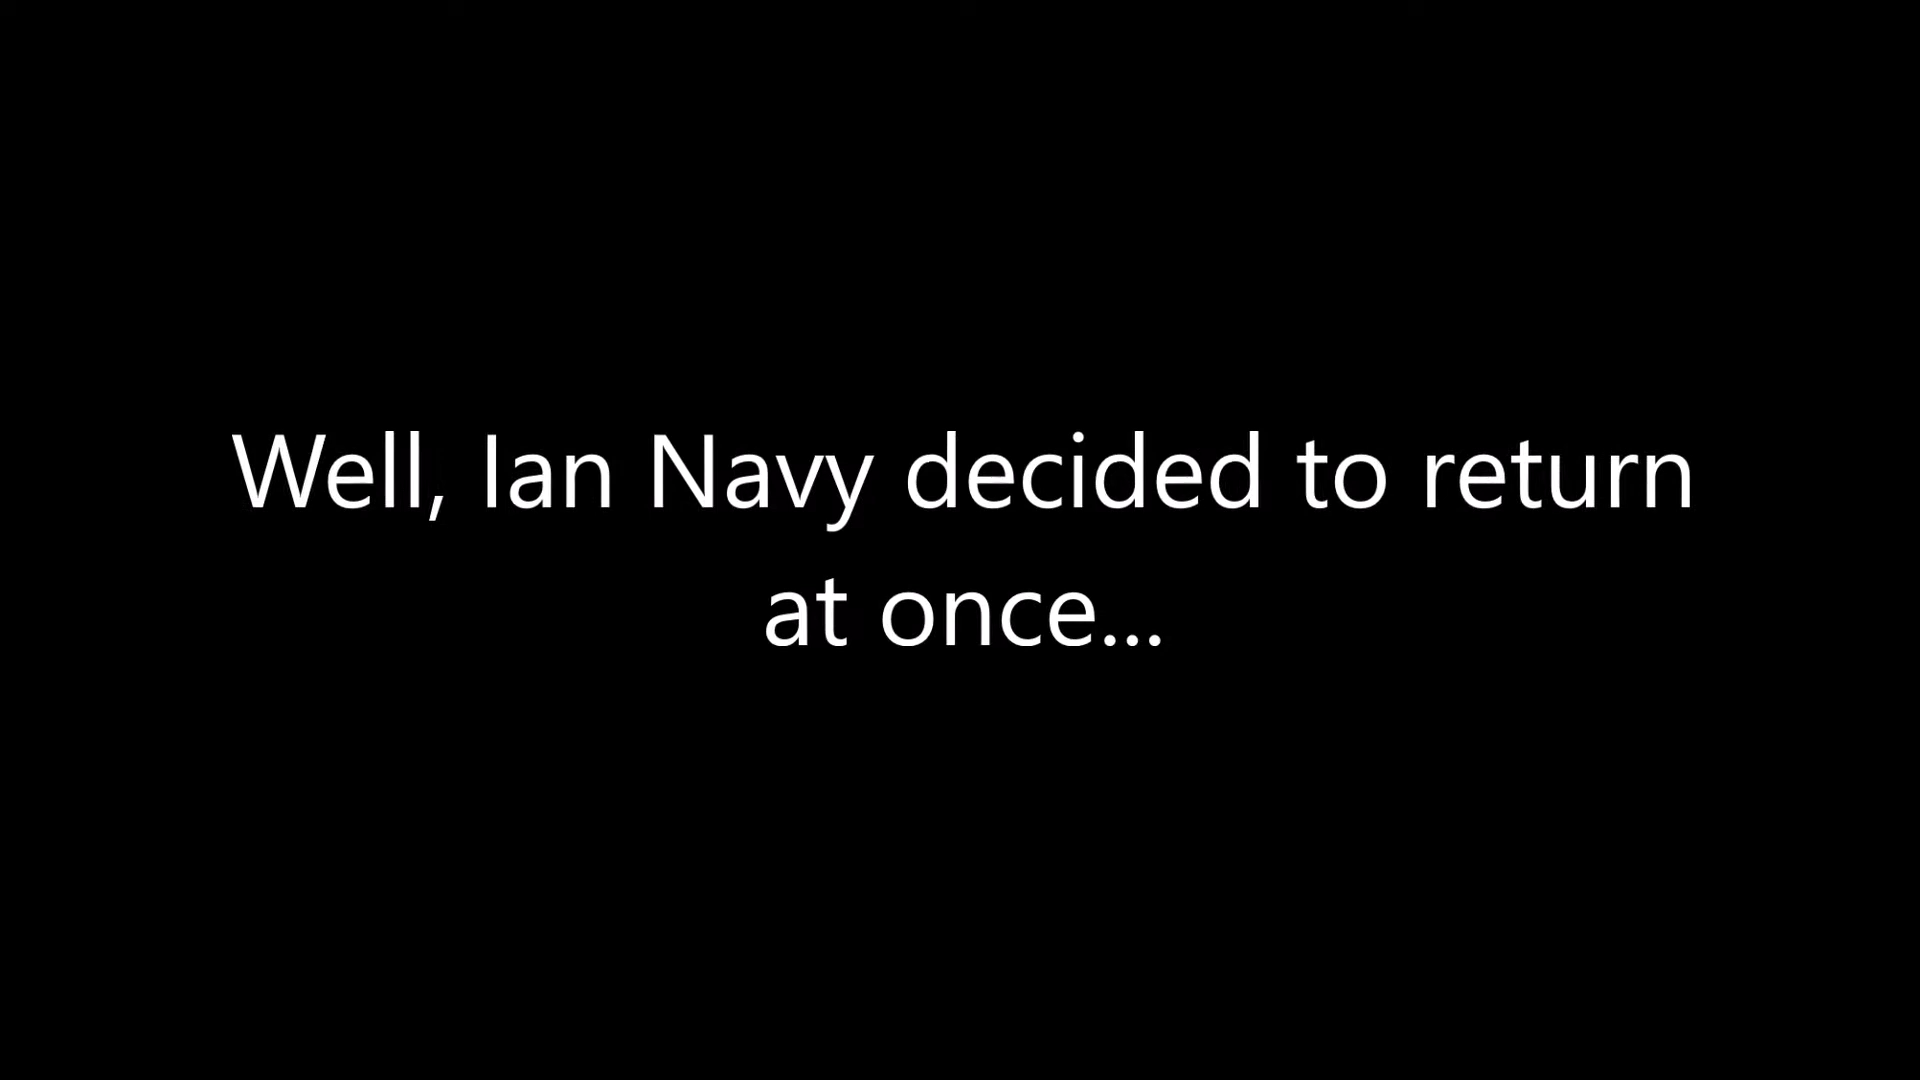 Well, Ian Navy decided to return
at once...